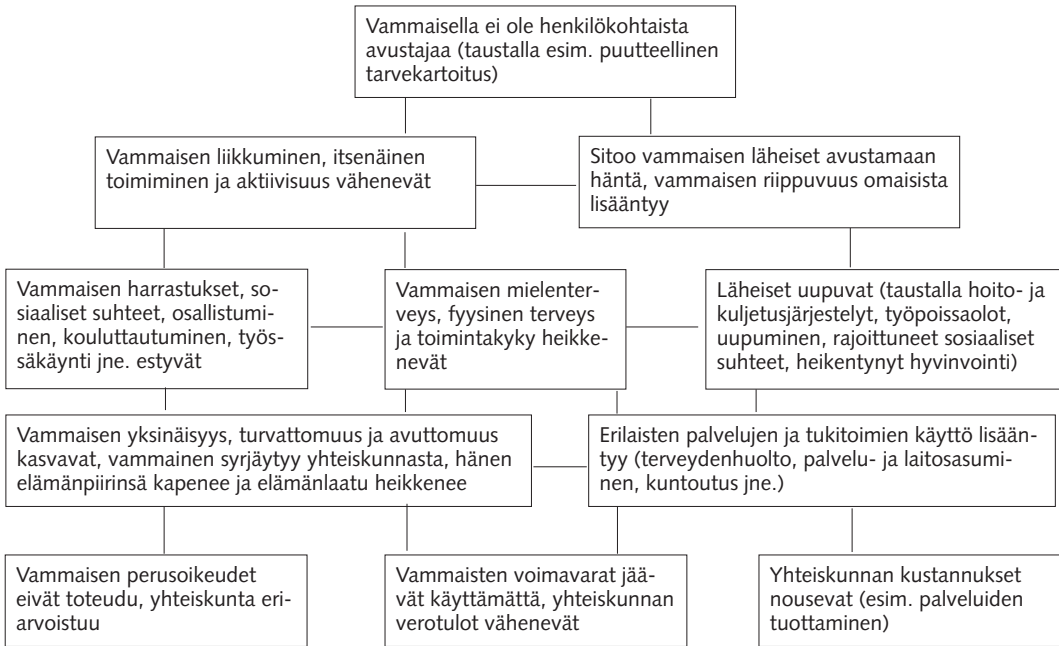 Vammaisella ei ole henkilökohtaista
avustajaa (taustalla esim. puutteellinen
tarvekartoitus)
Vammaisen liikkuminen, itsenäinen
toimiminen ja aktiivisuus vähenevät
Sitoo vammaisen läheiset avustamaan
häntä, vammaisen riippuvuus omaisista
lisääntyy
Vammaisen harrastukset, so-
siaaliset suhteet, osallistumi-
nen, kouluttautuminen, työs-
säkäynti jne. estyvät
Vammaisen mielenter-
veys, fyysinen terveys
ja toimintakyky heikke-
nevät
Läheiset uupuvat (taustalla hoito- ja
kuljetusjärjestelyt, työpoissaolot,
uupuminen, rajoittuneet sosiaaliset
suhteet, heikentynyt hyvinvointi)
Vammaisen yksinäisyys, turvattomuus ja avuttomuus
kasvavat, vammainen syrjäytyy yhteiskunnasta, hänen
elämänpiirinsä kapenee ja elämänlaatu heikkenee
Erilaisten palvelujen ja tukitoimien käyttö lisään-
tyy (terveydenhuolto, palvelu- ja laitosasumi-
nen, kuntoutus jne.)
Vammaisen perusoikeudet
eivät toteudu, yhteiskunta eri-
arvoistuu
Vammaisten voimavarat jää-
vät käyttämättä, yhteiskunnan
verotulot vähenevät
Yhteiskunnan kustannukset
nousevat (esim. palveluiden
tuottaminen)